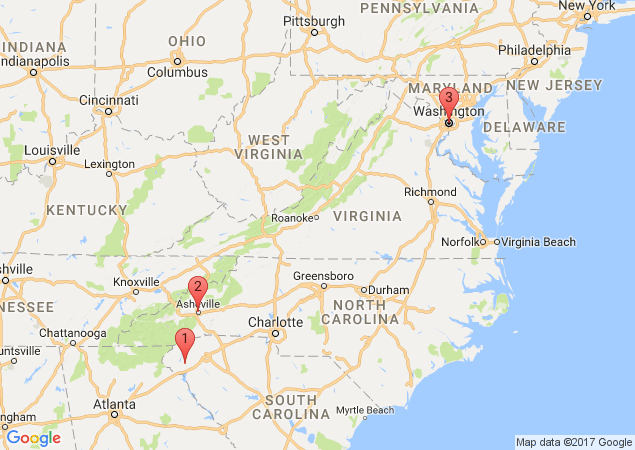 PENNSYLVANIA
New York
Pittsburgh
INDIANA
OHIO
Philadelphia
ndianapolis
Columbus
MARYLAND
NEW JERSEY
3
Cincinnati
Washington
DELAWARE
WEST
VIRGINIA
Louisville
Lexington
Richmond
KENTUCKY
Roanoke
VIRGINIA
Norfolk
Virginia Beach
shville
Knoxville
Greensboro
2
Durham
NESSEE
Asheville
NORTH
CAROLINA
Charlotte
Chattanooga
1
untsville
SOUTH
CAROLINA
Atlanta
Myrtle Beach
ngham
Google
Map data ©2017 Google